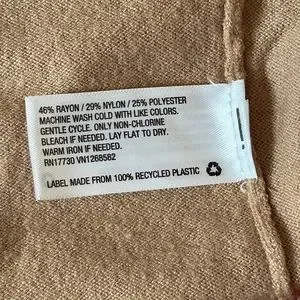 46% RAYON / 29% NYLON / 25% POLYESTER
MACHINE WASH COLD WITH LIKE COLORS.
GENTLE CYCLE. ONLY NON-CHLORINE
BLEACH IF NEEDED. LAY FLAT TO DRY.
WARM IRON IF NEEDED.
RN17730 VN1268582
LABEL MADE FROM 100% RECYCLED PLASTIC